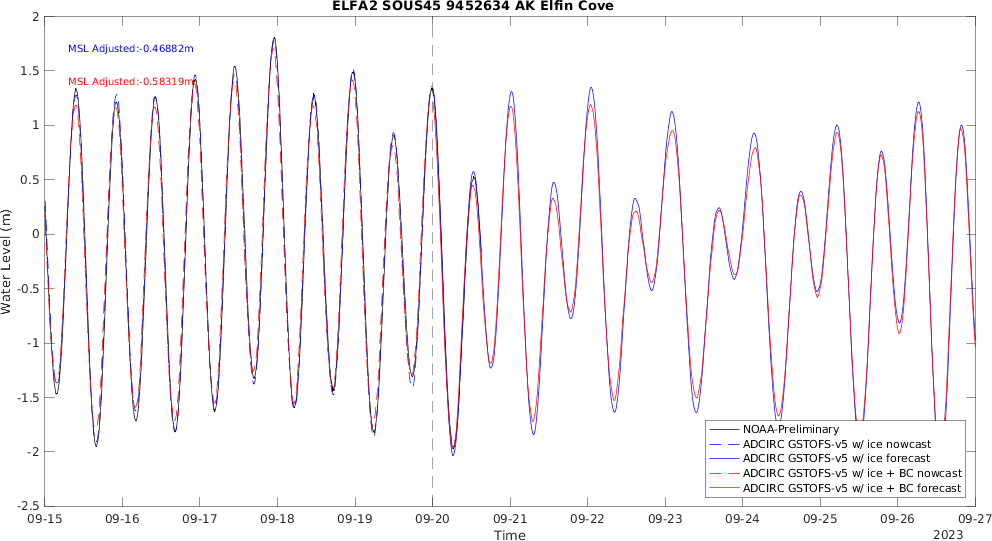 ELFA2 SOUS45 9452634 AK Elfin Cove
MSL Adjusted:-0.46882m
MSL Adjusted:-0.58319m
2
1.5
1
0.5
0
-0.5
-1
-1.5
-2
-2.5
Water Level (m)
NOAA-Preliminary
ADCIRC GSTOFS-v5 w/ ice nowcast
ADCIRC GSTOFS-v5 w/ ice forecast
ADCIRC GSTOFS-v5 w/ ice + BC nowcast
ADCIRC GSTOFS-v5 w/ ice + BC forecast
09-15 09-16 09-17 09-18 09-19 09-20 09-21 09-22 09-23 09-24 09-25 09-26 09-27
Time
2023